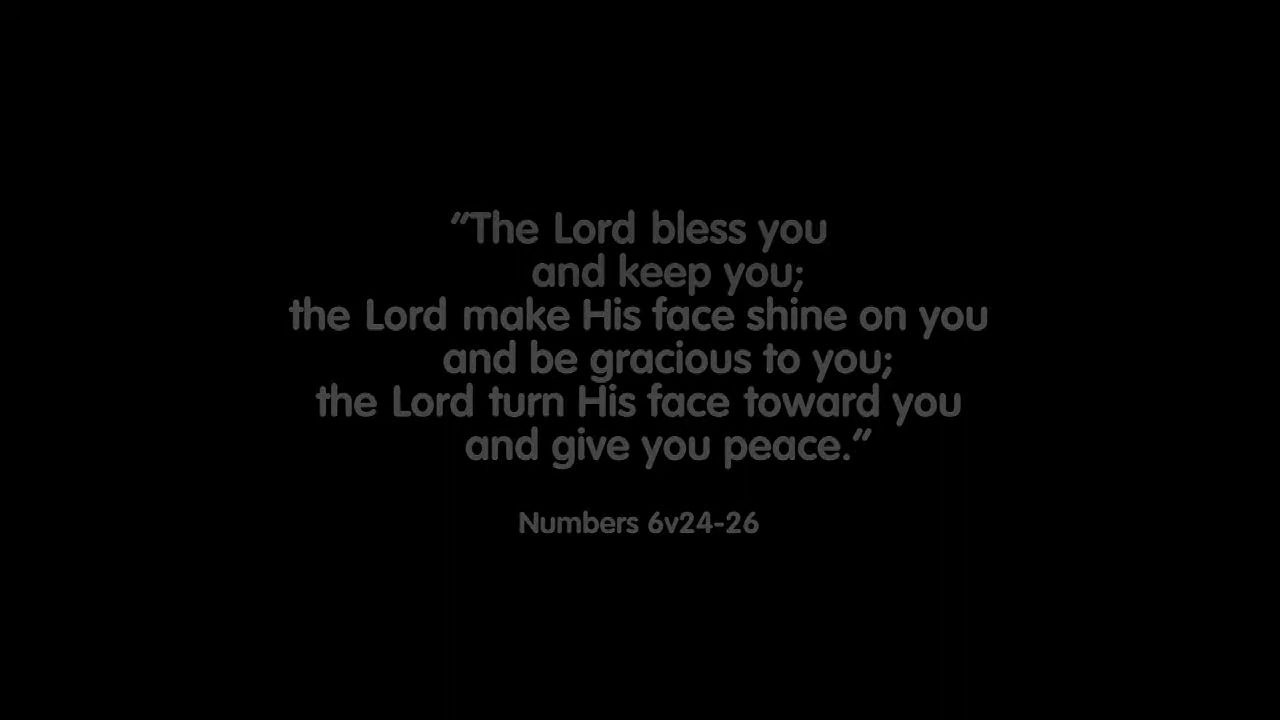 “The Lord bless you
and keep you;
the Lord make His face shine on you
and be gracious to you;
the Lord turn His face toward you
and give you peace.”
Numbers 6v24-26